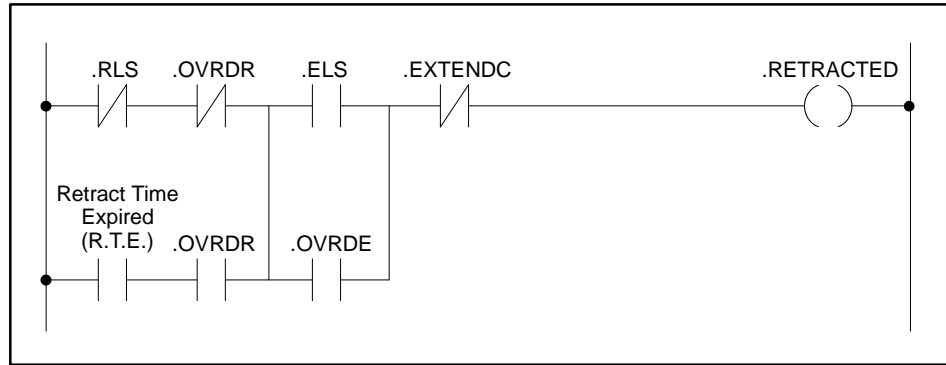 .RLS .OVRDR .ELS .EXTENDC .RETRACTED
Retract Time
Expired
(R.T.E.) .OVRDR .OVRDE